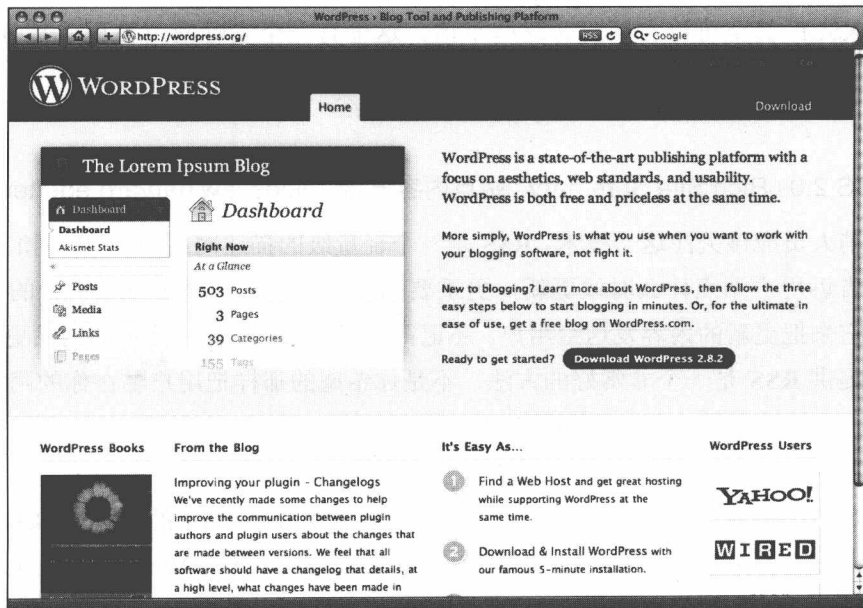 WordPress › Blog Tool and Publishing Platform
http://wordpress.org/
RSS
Google
WORDPRESS
Home
Download
The Lorem Ipsum Blog
Dashboard
Dashboard
Akismet Stats
Posts
Media
Links
Pages
Dashboard
Right Now
At a Glance
503 Posts
3 Pages
39 Categories
155 Tags
WordPress is a state-of-the-art publishing platform with a
focus on aesthetics, web standards, and usability.
WordPress is both free and priceless at the same time.
More simply, WordPress is what you use when you want to work with
your blogging software, not fight it.
New to blogging? Learn more about WordPress, then follow the three
easy steps below to start blogging in minutes. Or, for the ultimate in
ease of use, get a free blog on WordPress.com.
Ready to get started? Download WordPress 2.8.2
WordPress Books
From the Blog
Improving your plugin - Changelogs
We've recently made some changes to help
improve the communication between plugin
authors and plugin users about the changes that
are made between versions. We feel that all
software should have a changelog that details, at
a high level, what changes have been made in
It's Easy As...
1 Find a Web Host and get great hosting
while supporting WordPress at the
same time.
2 Download & Install WordPress with
our famous 5-minute installation.
WordPress Users
YAHOO!
WIRED